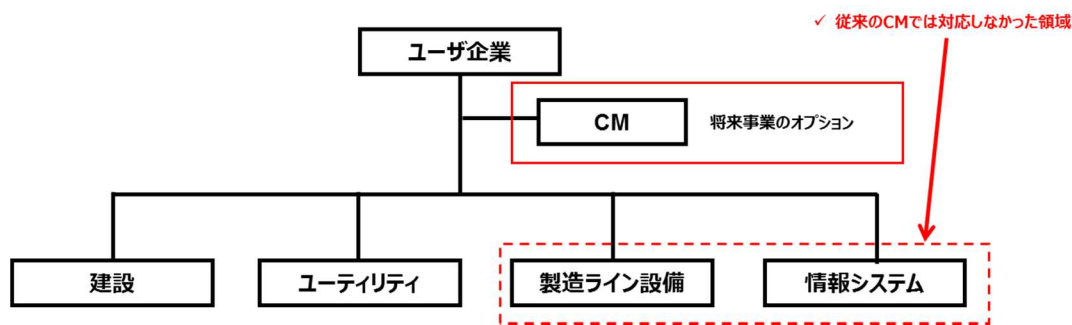 ✓ 従来のCMでは対応しなかった領域
ユーザ企業
CM
将来事業のオプション
建設
ユーティリティ
製造ライン設備
情報システム